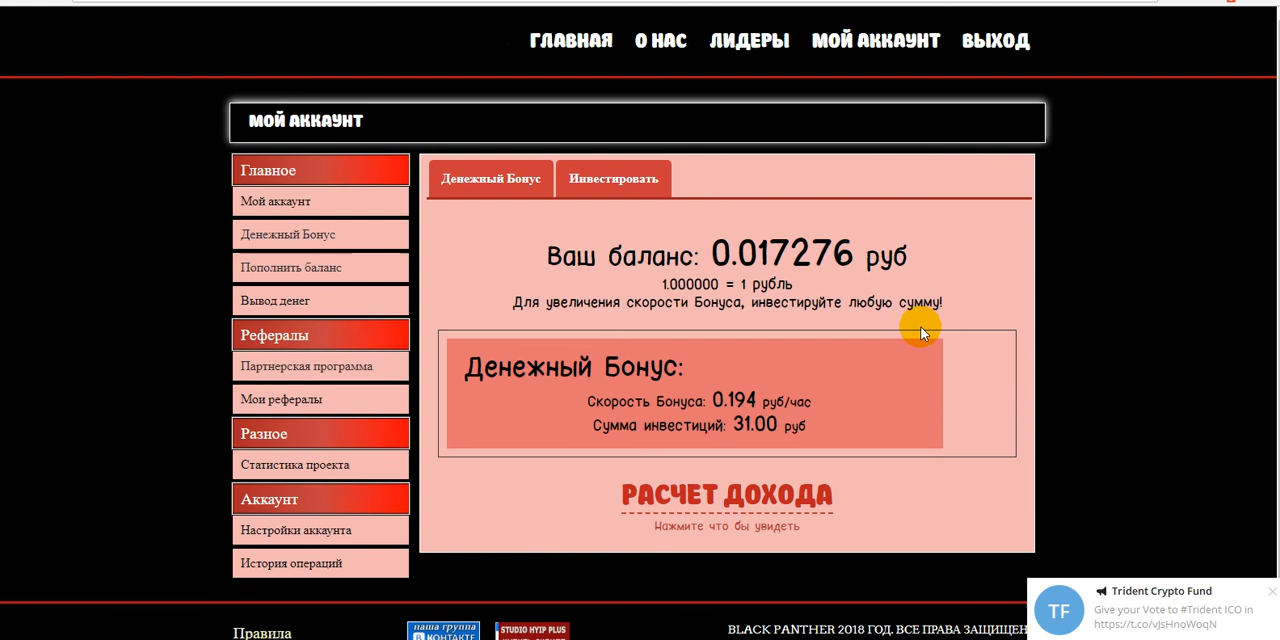 ГЛАВНАЯ О НАС ЛИДЕРЫ МОЙ АККАУНТ ВЫХОД
МОЙ АККАУНТ
Главное
Мой аккаунт
Денежный Бонус
Пополнить баланс
Вывод денег
Рефералы
Партнерская программа
Мои рефералы
Разное
Статистика проекта
Аккаунт
Настройки аккаунта
История операций
Денежный Бонус Инвестировать
Ваш баланс: 0.017276 руб
1.000000 = 1 рубль
Для увеличения скорости Бонуса, инвестируйте любую сумму!
Денежный Бонус:
Скорость Бонуса: 0.194 руб/час
Сумма инвестиций: 31.00 руб
РАСЧЕТ ДОХОДА
Нажмите что бы увидеть
Правила
наша группа
В КОНТАКТЕ
STUDIO HYIP PLUS
BLACK PANTHER 2018 ГОД. ВСЕ ПРАВА ЗАЩИЩЕН
TF
Trident Crypto Fund
Give your Vote to #Trident ICO in
https://t.co/vJsHnoWoqN